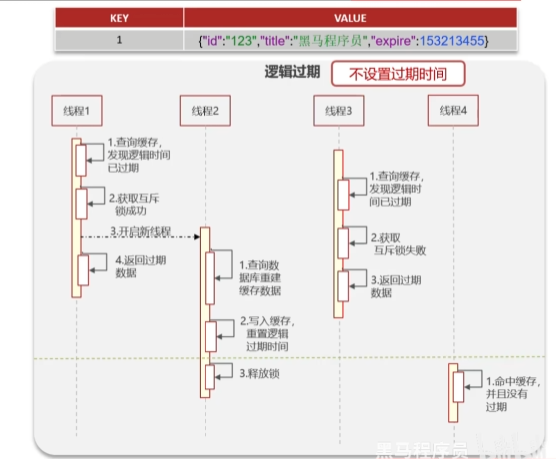 KEY VALUE
1 {"id":"123","title":"黑马程序员","expire":153213455}
逻辑过期 不设置过期时间
线程1 线程2 线程3 线程4
1.查询缓存，
发现逻辑时间
已过期
2.获取互斥
锁成功
3.开启新线程
4.返回过期
数据
1.查询数
据库重建
缓存数据
2.写入缓存，
重置逻辑
过期时间
3.释放锁
1.查询缓存，
发现逻辑时
间已过期
2.获取
互斥锁失败
3.返回过期
数据
1.命中缓存，
并且没有
过期
黑马程序员